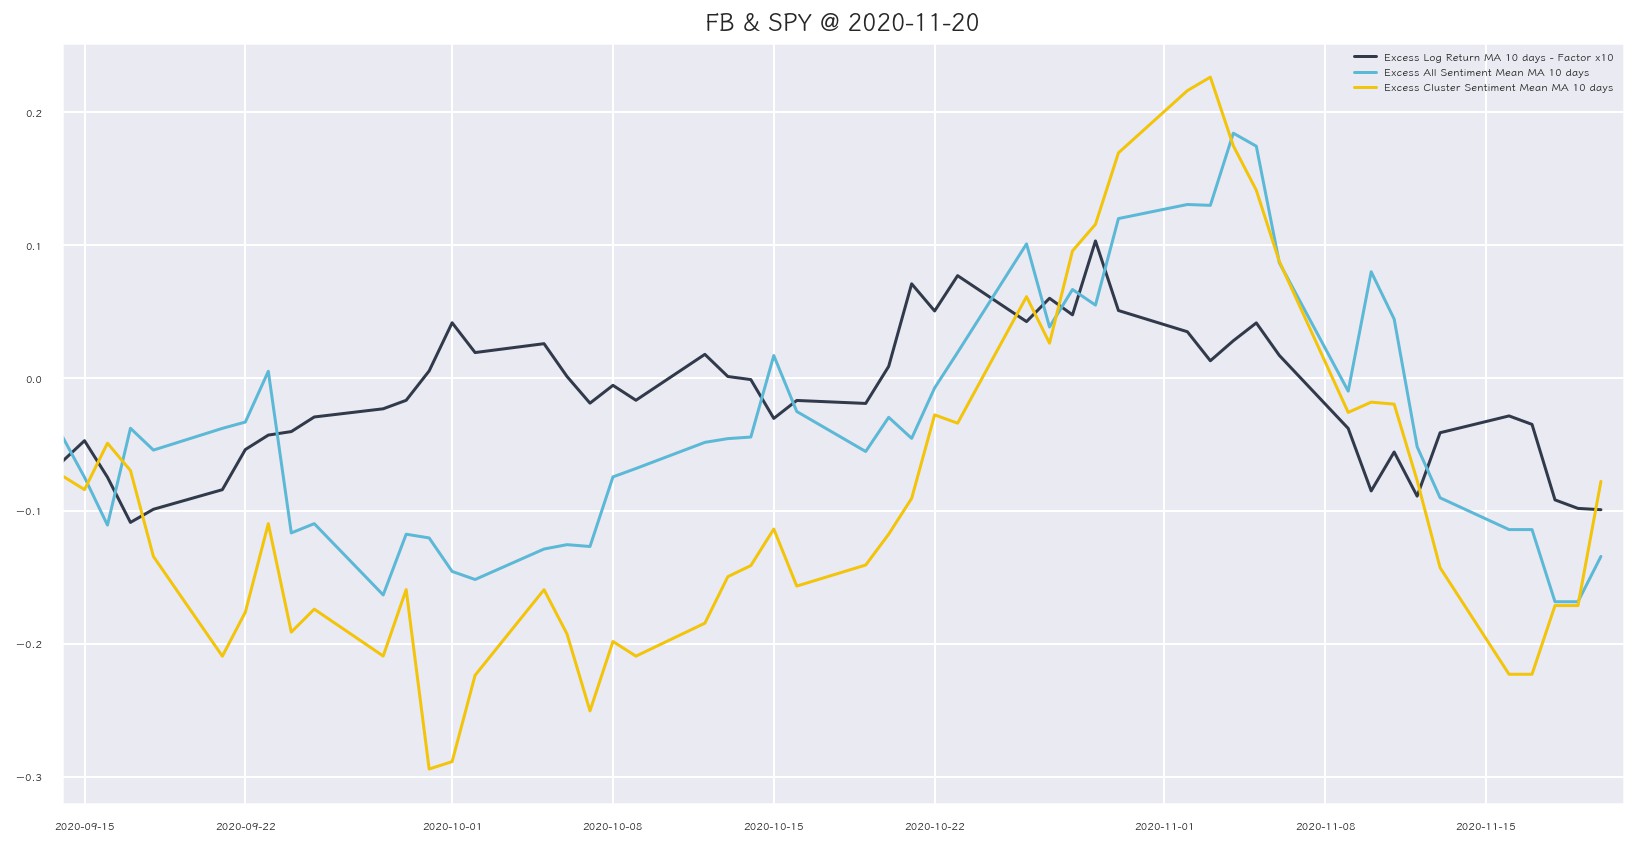 FB & SPY @ 2020-11-20
Excess Log Return MA 10 days - Factor x10
Excess All Sentiment Mean MA 10 days
Excess Cluster Sentiment Mean MA 10 days
0.2
0.1
0.0
−0.1
−0.2
−0.3
2020-09-15 2020-09-22 2020-10-01 2020-10-08 2020-10-15 2020-10-22 2020-11-01 2020-11-08 2020-11-15